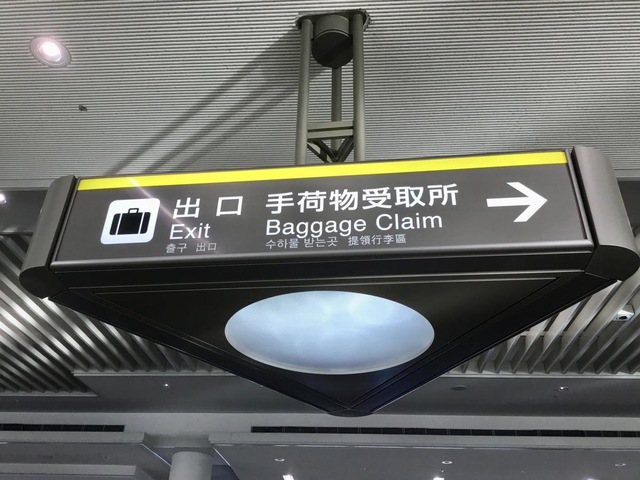 出口 手荷物受取所
Exit Baggage Claim
출구 出口 수하물 받는곳 提領行李區